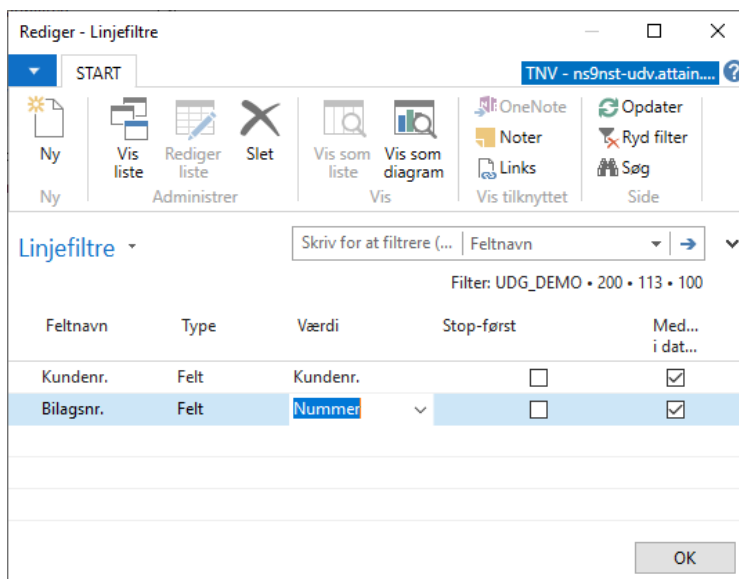 Rediger - Linjefiltre
START
TNV - ns9nst-udv.attain....
Ny
Vis liste
Rediger liste
Slet
Vis som liste
Vis som diagram
OneNote
Noter
Links
Opdater
Ryd filter
Søg
Ny
Administrer
Vis
Vis tilknyttet
Side
Linjefiltre
Skriv for at filtrere (...
Feltnavn
Filter: UDG_DEMO • 200 • 113 • 100
Feltnavn
Type
Værdi
Stop-først
Med... i dat...
Kundenr.
Felt
Kundenr.
Bilagsnr.
Felt
Nummer
OK